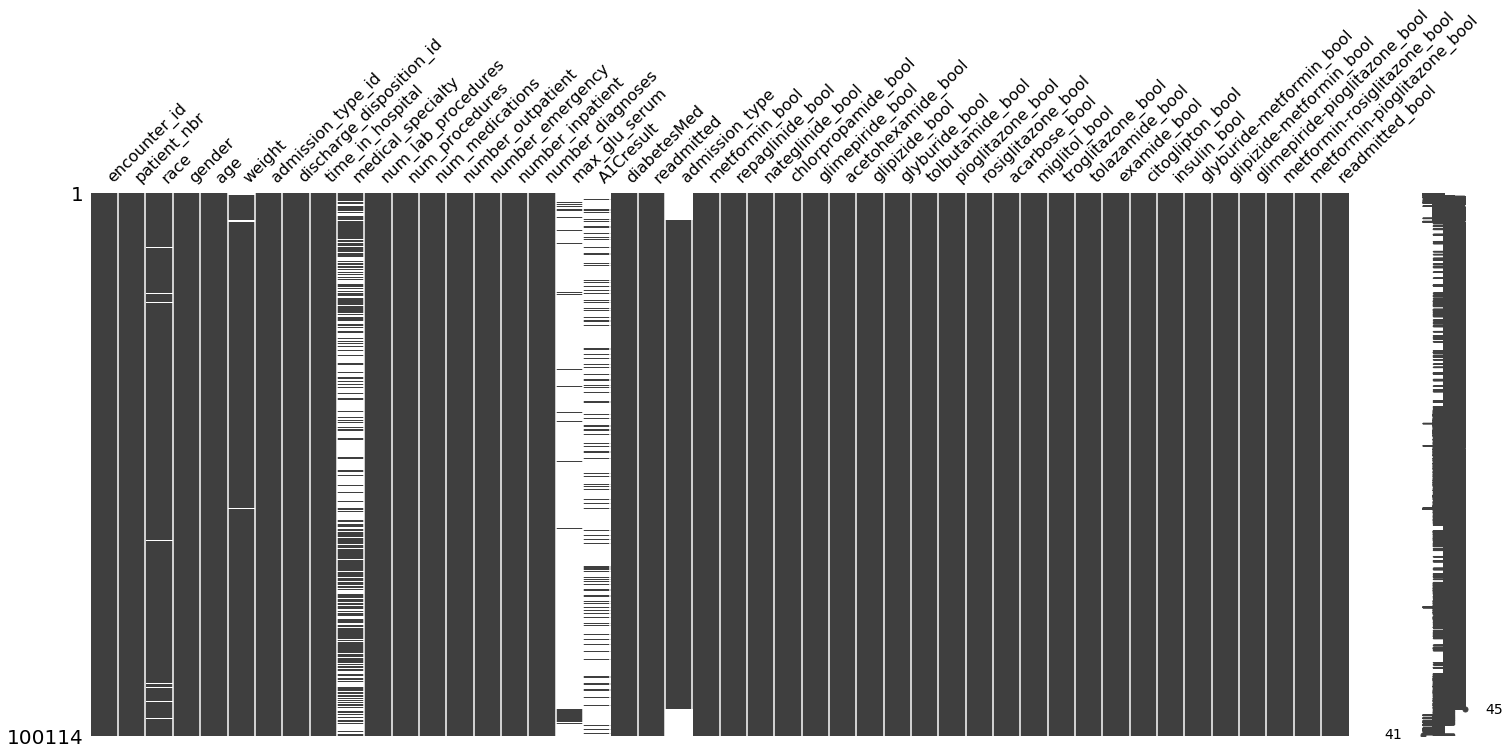 encounter_id
patient_nbr
race
gender
age
weight
admission_type_id
discharge_disposition_id
time_in_hospital
medical_specialty
num_lab_procedures
num_procedures
num_medications
number_outpatient
number_emergency
number_inpatient
number_diagnoses
max_glu_serum
A1Cresult
diabetesMed
readmitted
admission_type
metformin_bool
repaglinide_bool
nateglinide_bool
chlorpropamide_bool
glimepiride_bool
acetohexamide_bool
glipizide_bool
glyburide_bool
tolbutamide_bool
pioglitazone_bool
rosiglitazone_bool
acarbose_bool
miglitol_bool
troglitazone_bool
tolazamide_bool
examide_bool
citoglipton_bool
insulin_bool
glyburide-metformin_bool
glipizide-metformin_bool
glimepiride-pioglitazone_bool
metformin-rosiglitazone_bool
metformin-pioglitazone_bool
readmitted_bool
1
45
41
100114